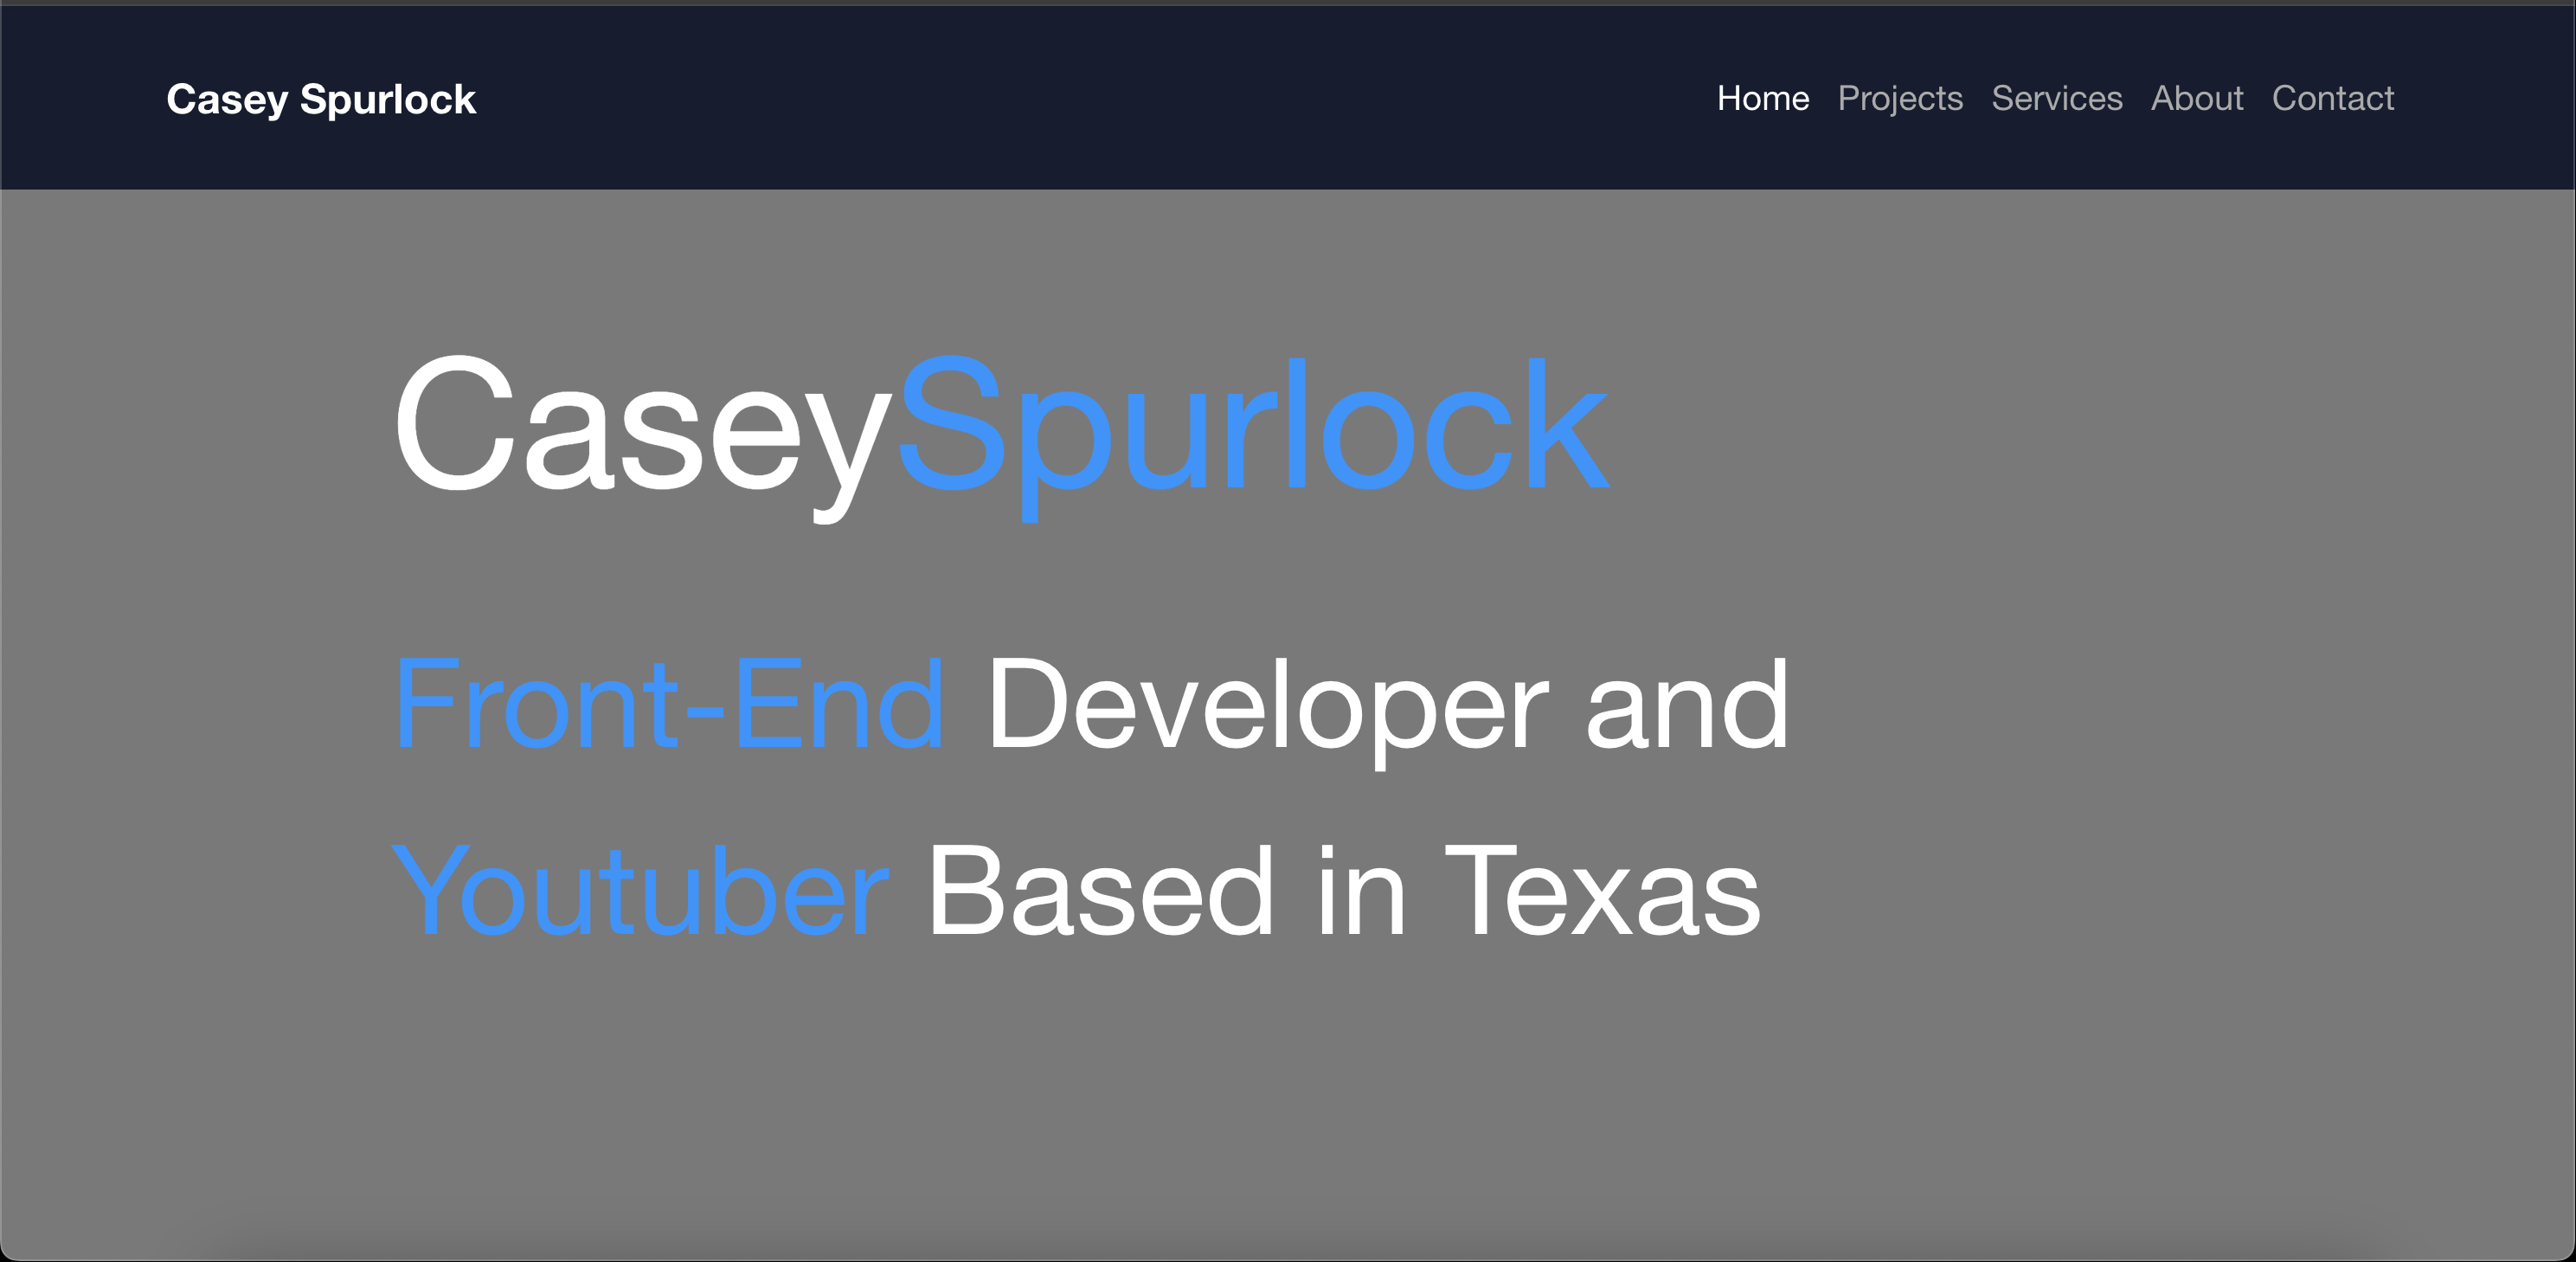 Casey Spurlock
Home Projects Services About Contact
CaseySpurlock
Front-End Developer and
Youtuber Based in Texas